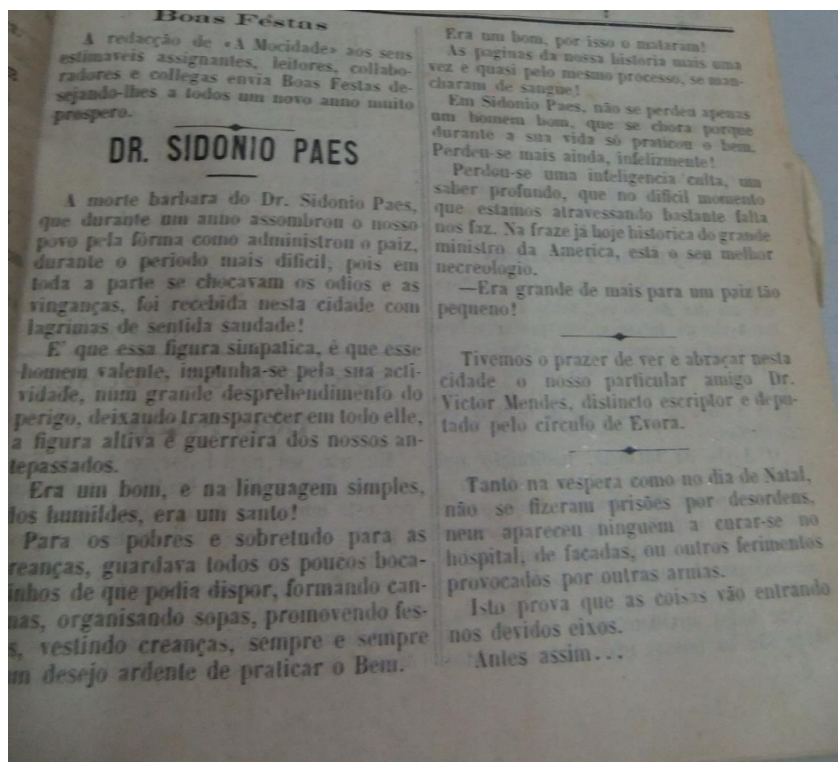 Boas Féstas
A redacção de «A Mocidade» aos seus
estimaveis assignantes, leitores, collabo-
radores e collegas envia Boas Festas de-
sejando-lhes a todos um novo anno muito
prospero.
DR. SIDONIO PAES
A morte barbara do Dr. Sidonio Paes,
que durante um anno assombrou o nosso
povo pela fórma como administrou o paiz,
durante o periodo mais dificil, pois em
toda a parte se chocavam os odios e as
vinganças, foi recebida nesta cidade com
lagrimas de sentida saudade!
E' que essa figura simpatica, é que esse
homem valente, impunha-se pela sua acti-
vidade, num grande desprehendimento do
perigo, deixando transparecer em todo elle,
a figura altiva e guerreira dos nossos an-
tepassados.
Era um bom, e na linguagem simples,
dos humildes, era um santo!
Para os pobres e sobretudo para as
reanças, guardava todos os poucos boca-
inhos de que podia dispor, formando can-
nas, organisando sopas, promovendo fes-
s, vestindo creanças, sempre e sempre
m desejo ardente de praticar o Bem.
Era um bom, por isso o mataram!
As paginas da nossa historia mais uma
vez e quasi pelo mesmo processo, se man-
charam de sangue!
Em Sidonio Paes, não se perdeu apenas
um homem bom, que se chora porque
durante a sua vida só praticou o bem.
Perdeu-se mais ainda, infelizmente!
Perdeu-se uma inteligencia culta, um
saber profundo, que no dificil momento
que estamos atravessando bastante falta
nos faz. Na fraze já hoje historica do grande
ministro da America, está o seu melhor
necreologio.
—Era grande de mais para um paiz tão
pequeno!
Tivemos o prazer de ver e abraçar nesta
cidade o nosso particular amigo Dr.
Victor Mendes, distincto escriptor e depu-
tado pelo circulo de Evora.
Tanto na vespera como no dia de Natal,
não se fizeram prisões por desordens,
nem apareceu ninguem a curar-se no
hospital, de facadas, ou outros ferimentos
provocados por outras armas.
Isto prova que as coisas vão entrando
nos devidos eixos.
Antes assim...